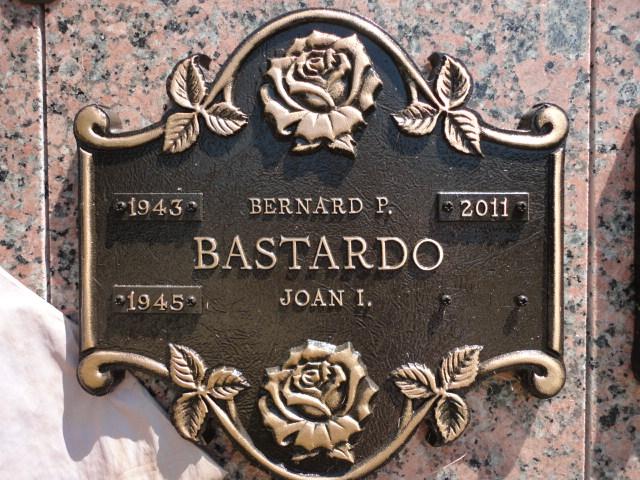 1943 BERNARD P. 2011
BASTARDO
1945 JOAN I.